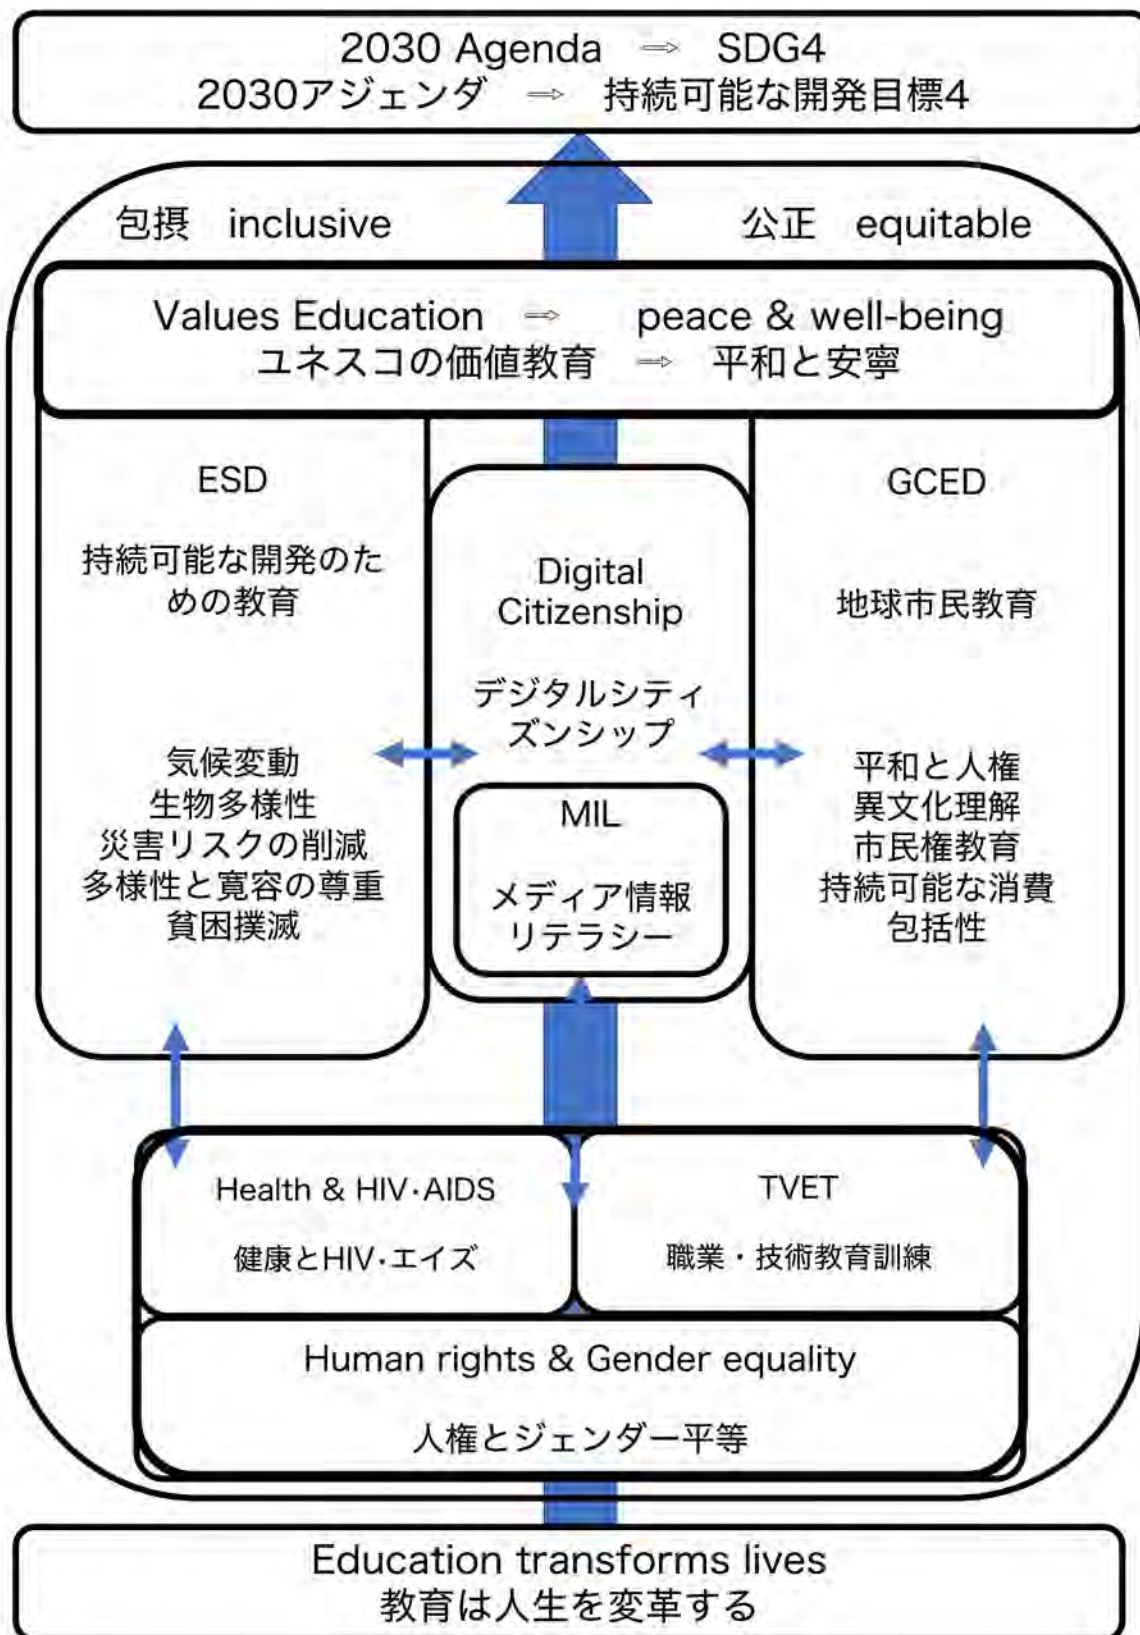 2030 Agenda ⇒ SDG4
2030アジェンダ ⇒ 持続可能な開発目標4
包摂 inclusive
公正 equitable
Values Education ⇒ peace & well-being
ユネスコの価値教育 ⇒ 平和と安寧
ESD
持続可能な開発のた
めの教育
気候変動
生物多様性
災害リスクの削減
多様性と寛容の尊重
貧困撲滅
Digital
Citizenship
デジタルシティ
ズンシップ
MIL
メディア情報
リテラシー
GCED
地球市民教育
平和と人権
異文化理解
市民権教育
持続可能な消費
包括性
Health & HIV・AIDS
健康とHIV・エイズ
TVET
職業・技術教育訓練
Human rights & Gender equality
人権とジェンダー平等
Education transforms lives
教育は人生を変革する